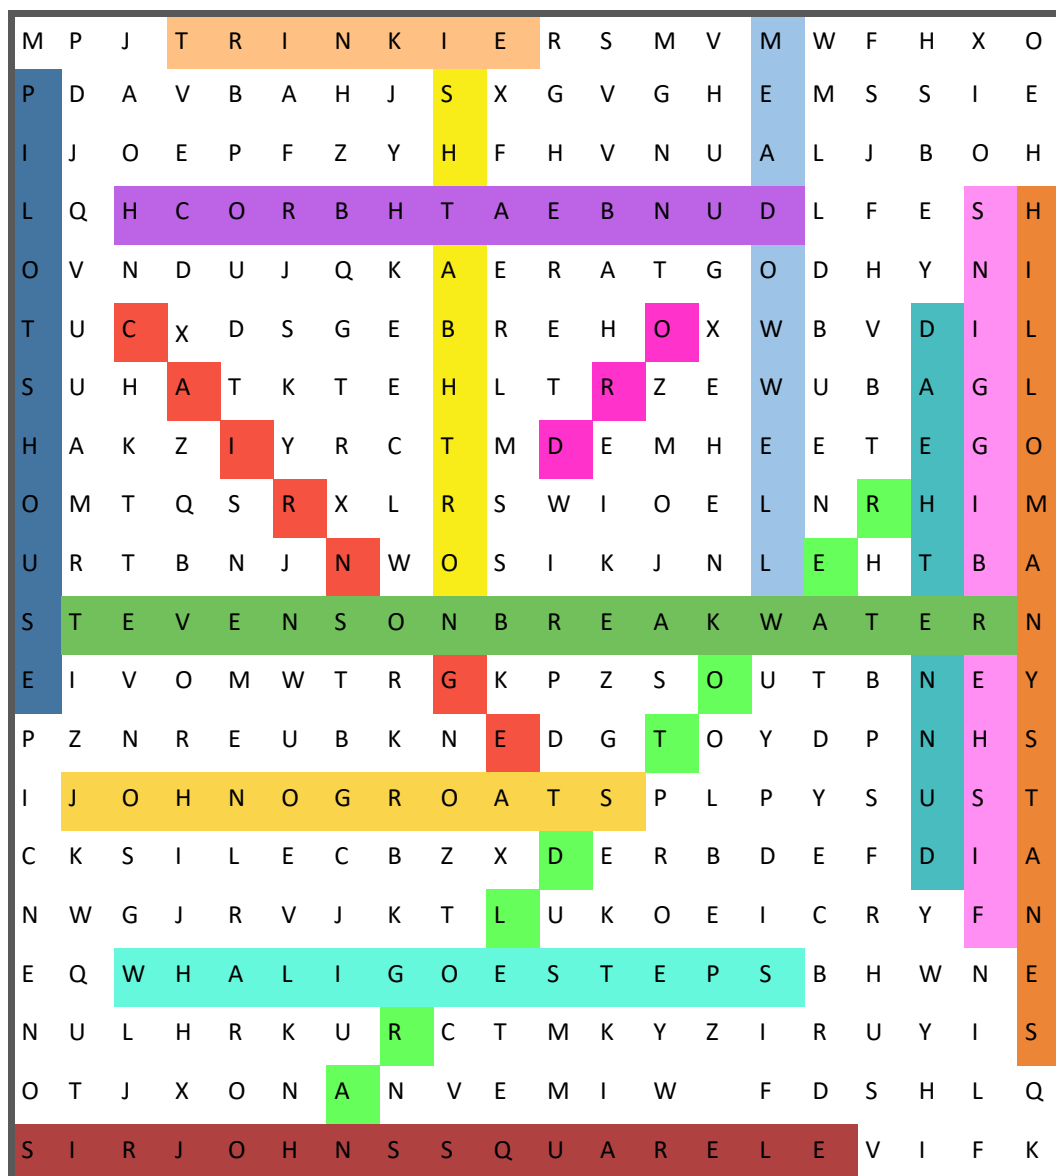 M P J T R I N K I E R S M V M W F H X O
P D A V B A H J S X G V G H E M S S I E
I J O E P F Z Y H F H V N U A L J B O H
L Q H C O R B H T A E B N U D L F E S H
O V N D U J Q K A E R A T G O D H Y N I
T U C X D S G E B R E H O X W B V D I L
S U H A T K T E H L T R Z E W U B A G L
H A K Z I Y R C T M D E M H E E T E G O
O M T Q S R X L R S W I O E L N R H I M
U R T B N J N W O S I K J N L E H T B A
S T E V E N S O N B R E A K W A T E R N
E I V O M W T R G K P Z S O U T B N E Y
P Z N R E U B K N E D G T O Y D P N H S
I J O H N O G R O A T S P L P Y S U S T
C K S I L E C B Z X D E R B D E F D I A
N W G J R V J K T L U K O E I C R Y F N
E Q W H A L I G O E S T E P S B H W N E
N U L H R K U R C T M K Y Z I R U Y I S
O T J X O N A N V E M I W F D S H L Q
S I R J O H N S S Q U A R E L E V I F K